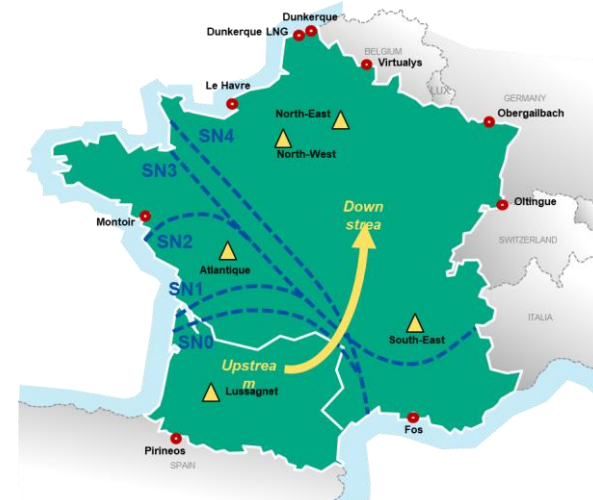 Dunkerque
Dunkerque LNG
BELGIUM
Virtualys
LUX
Le Havre
GERMANY
North-East
Obergailbach
SN4
North-West
SN3
Oltingue
Down
strea
Montoir
SN2
SWITZERLAND
Atlantique
SN1
ITALIA
SN0
South-East
Upstrea
m
Lussagnet
Fos
Pirineos
SPAIN